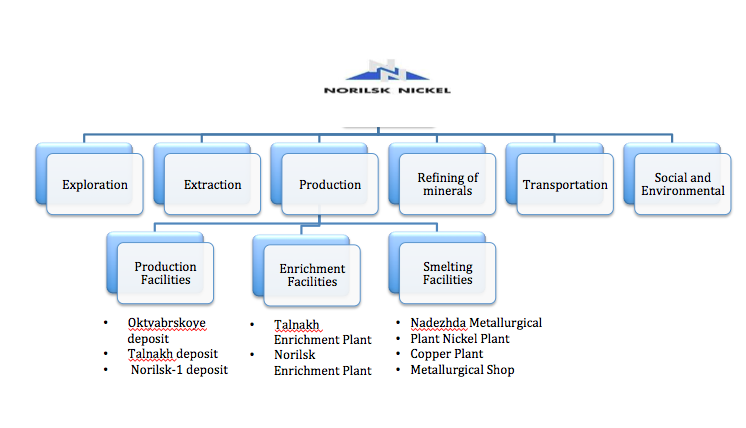 NORILSK NICKEL
Exploration
Extraction
Production
Refining of
minerals
Transportation
Social and
Environmental
Production
Facilities
Enrichment
Facilities
Smelting
Facilities
• Oktvabrskoye
deposit
• Talnakh deposit
• Norilsk-1 deposit
• Talnakh
Enrichment Plant
• Norilsk
Enrichment Plant
• Nadezhda Metallurgical
• Plant Nickel Plant
• Copper Plant
• Metallurgical Shop